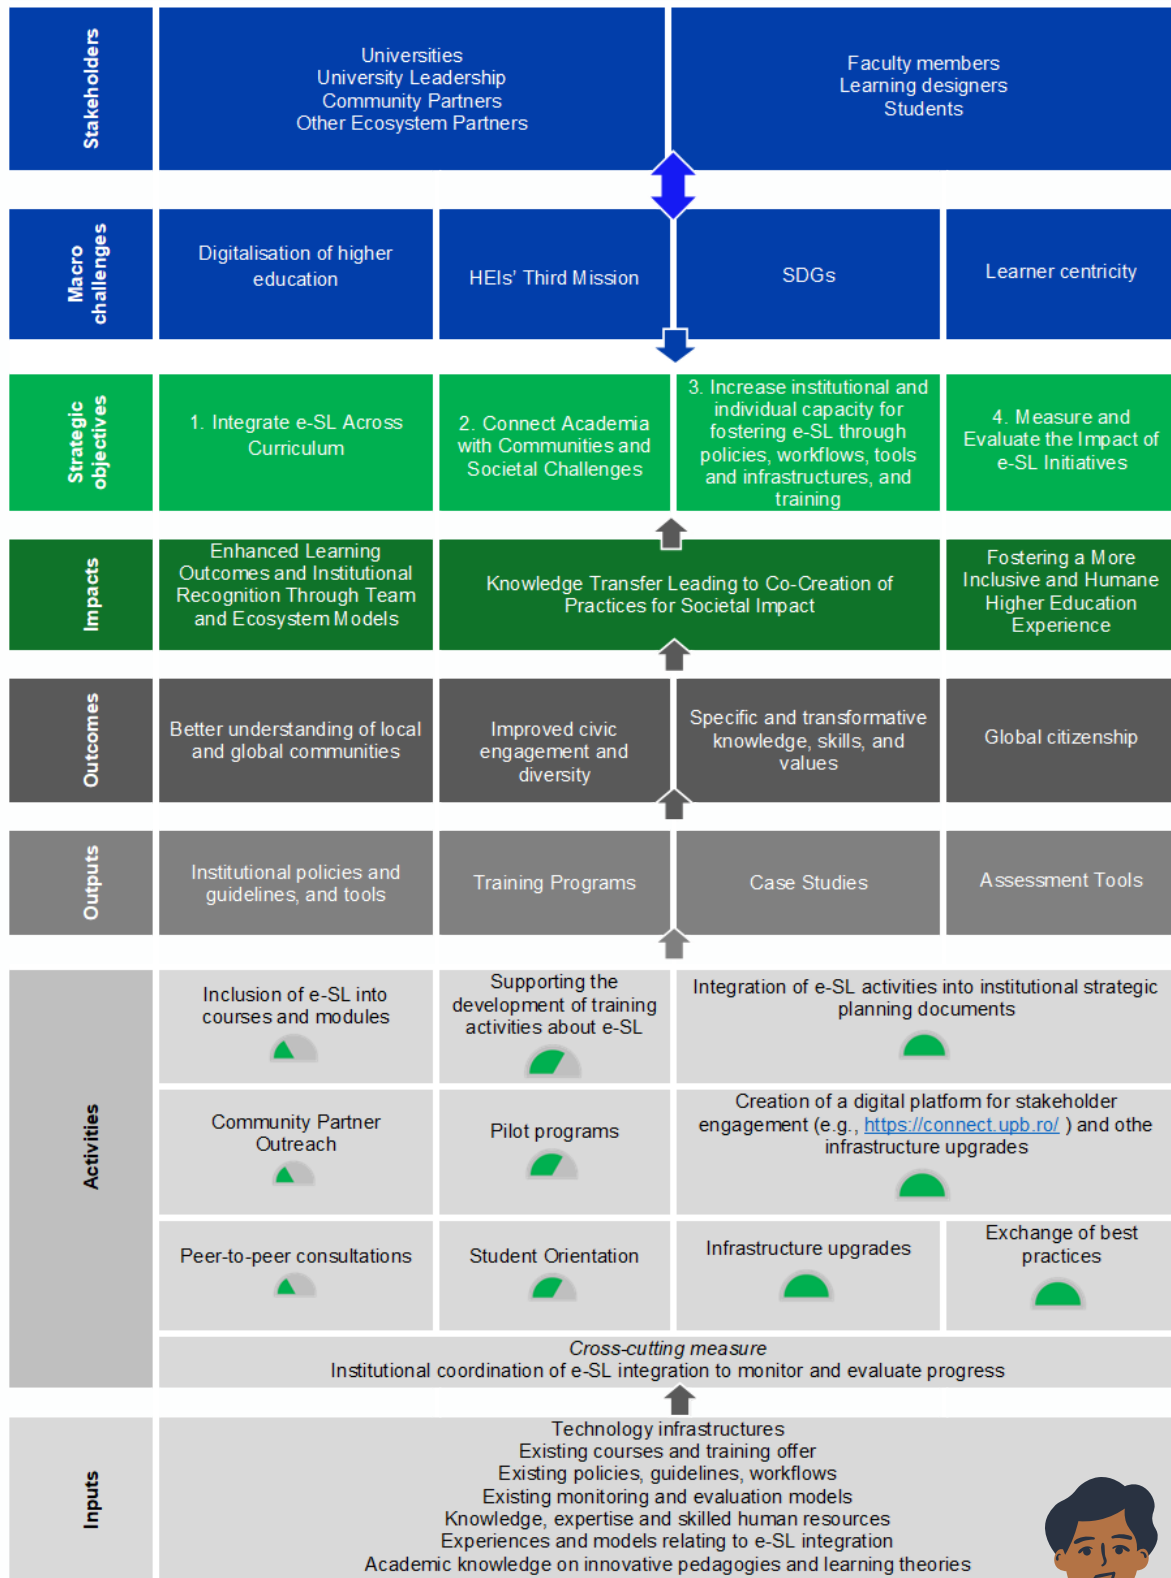 Stakeholders
Universities
University Leadership
Community Partners
Other Ecosystem Partners
Faculty members
Learning designers
Students
Macro
challenges
Digitalisation of higher
education
HEIs' Third Mission
SDGs
Learner centricity
Strategic
objectives
1. Integrate e-SL Across
Curriculum
2. Connect Academia
with Communities and
Societal Challenges
3. Increase institutional and
individual capacity for
fostering e-SL through
policies, workflows, tools
and infrastructures, and
training
4. Measure and
Evaluate the Impact of
e-SL Initiatives
Impacts
Enhanced Learning
Outcomes and Institutional
Recognition Through Team
and Ecosystem Models
Knowledge Transfer Leading to Co-Creation of
Practices for Societal Impact
Fostering a More
Inclusive and Humane
Higher Education
Experience
Outcomes
Better understanding of local
and global communities
Improved civic
engagement and
diversity
Specific and transformative
knowledge, skills, and
values
Global citizenship
Outputs
Institutional policies and
guidelines, and tools
Training Programs
Case Studies
Assessment Tools
Activities
Inclusion of e-SL into
courses and modules
Supporting the
development of training
activities about e-SL
Integration of e-SL activities into institutional strategic
planning documents
Community Partner
Outreach
Pilot programs
Creation of a digital platform for stakeholder
engagement (e.g., https://connect.upb.ro/ ) and othe
infrastructure upgrades
Peer-to-peer consultations
Student Orientation
Infrastructure upgrades
Exchange of best
practices
Cross-cutting measure
Institutional coordination of e-SL integration to monitor and evaluate progress
Inputs
Technology infrastructures
Existing courses and training offer
Existing policies, guidelines, workflows
Existing monitoring and evaluation models
Knowledge, expertise and skilled human resources
Experiences and models relating to e-SL integration
Academic knowledge on innovative pedagogies and learning theories